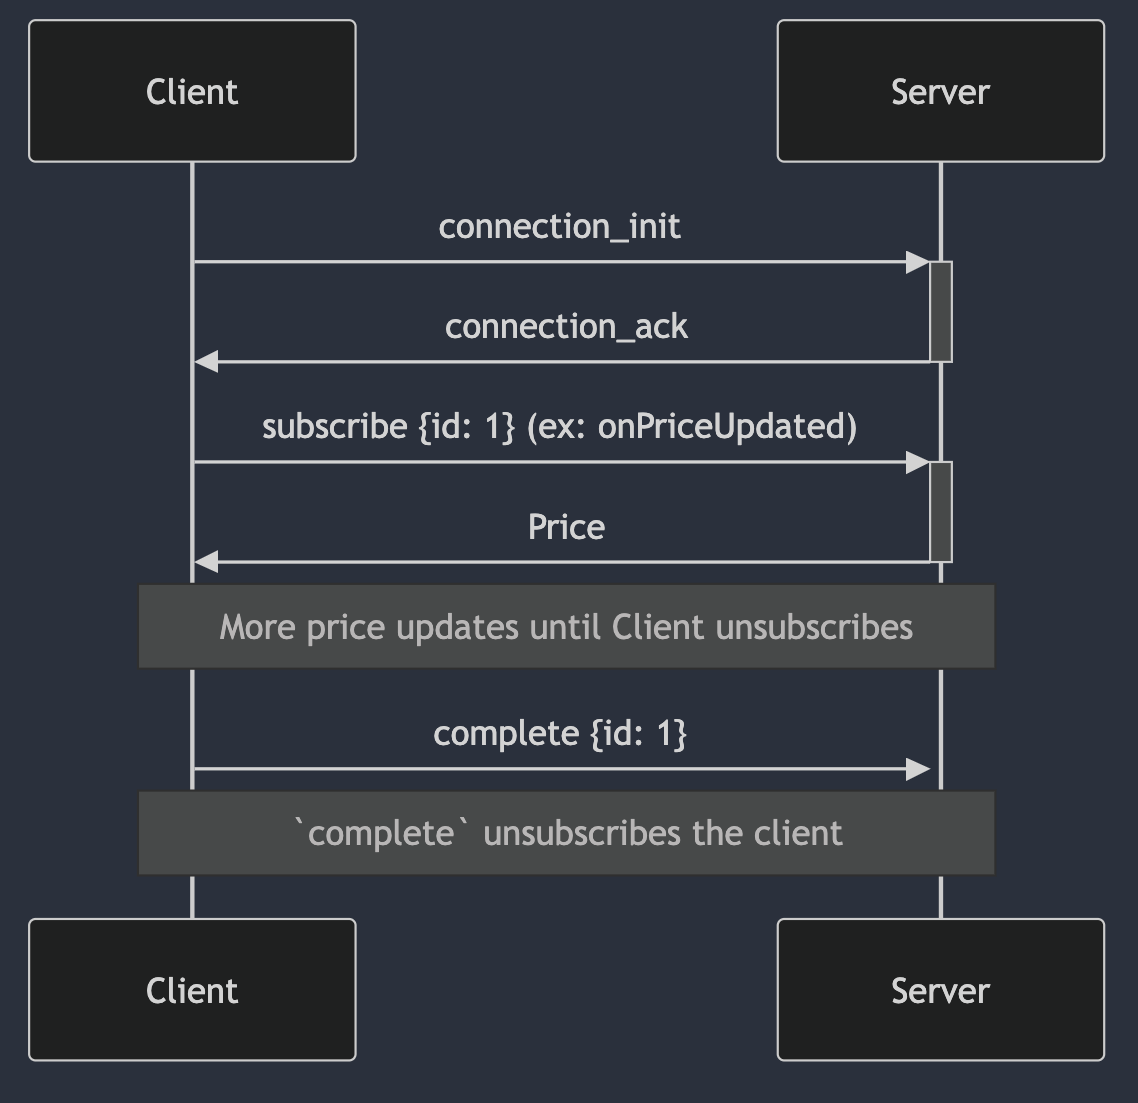 Client
Server
connection_init
connection_ack
subscribe {id: 1} (ex: onPriceUpdated)
Price
More price updates until Client unsubscribes
complete {id: 1}
`complete` unsubscribes the client
Client
Server